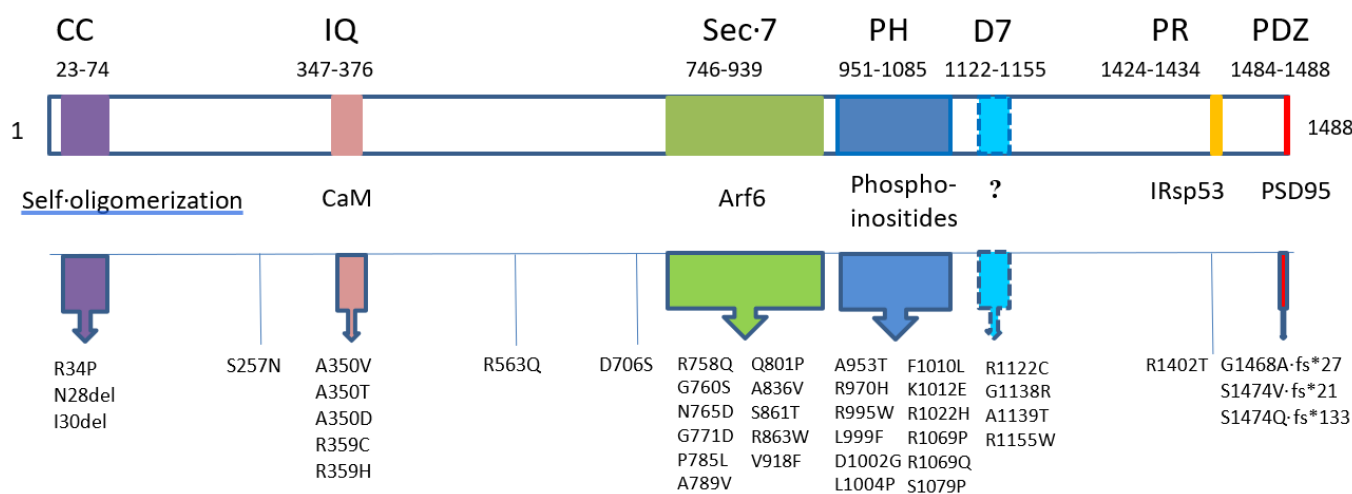 CC IQ Sec·7 PH D7 PR PDZ
23-74 347-376 746-939 951-1085 1122-1155 1424-1434 1484-1488
1 1488
Self·oligomerization CaM Arf6 Phospho- ? IRsp53 PSD95
inositides
R34P S257N A350V R563Q D706S R758Q Q801P A953T F1010L R1122C R1402T G1468A·fs*27
N28del A350T G760S A836V R970H K1012E G1138R S1474V·fs*21
I30del A350D N765D S861T R995W R1022H A1139T S1474Q·fs*133
R359C G771D R863W L999F R1069P R1155W
R359H P785L V918F D1002G R1069Q
A789V L1004P S1079P